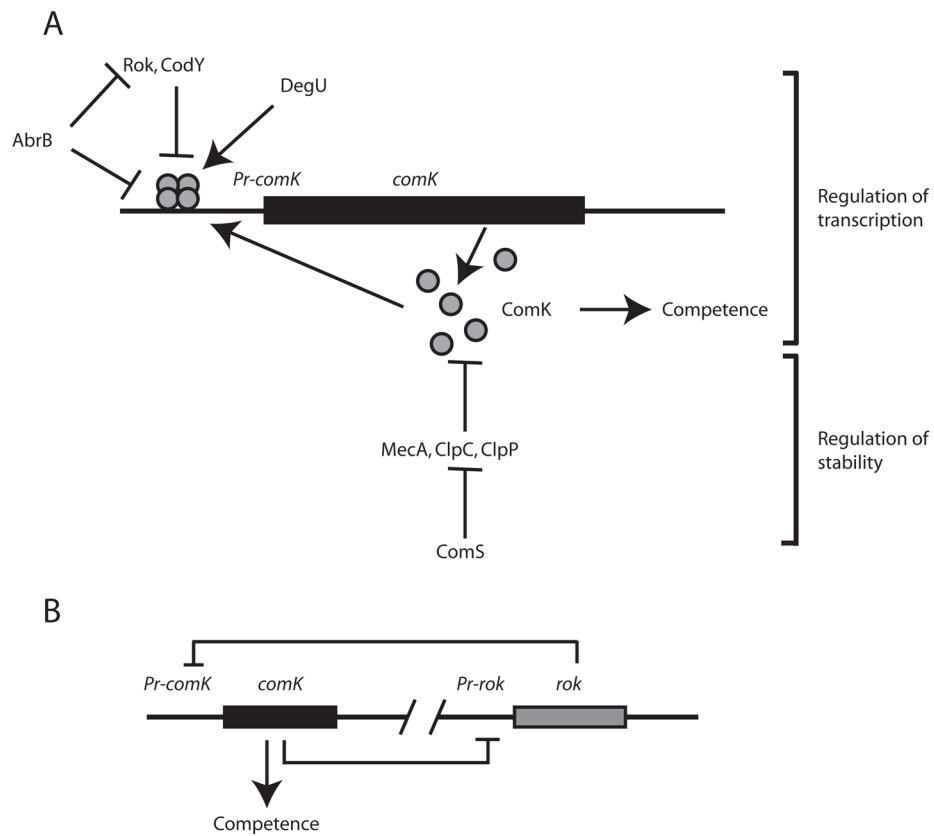 A
Rok, CodY
DegU
AbrB
Pr-comK
comK
Regulation of
transcription
ComK
Competence
MecA, ClpC, ClpP
Regulation of
stability
ComS
B
Pr-comK
comK
Pr-rok
rok
Competence